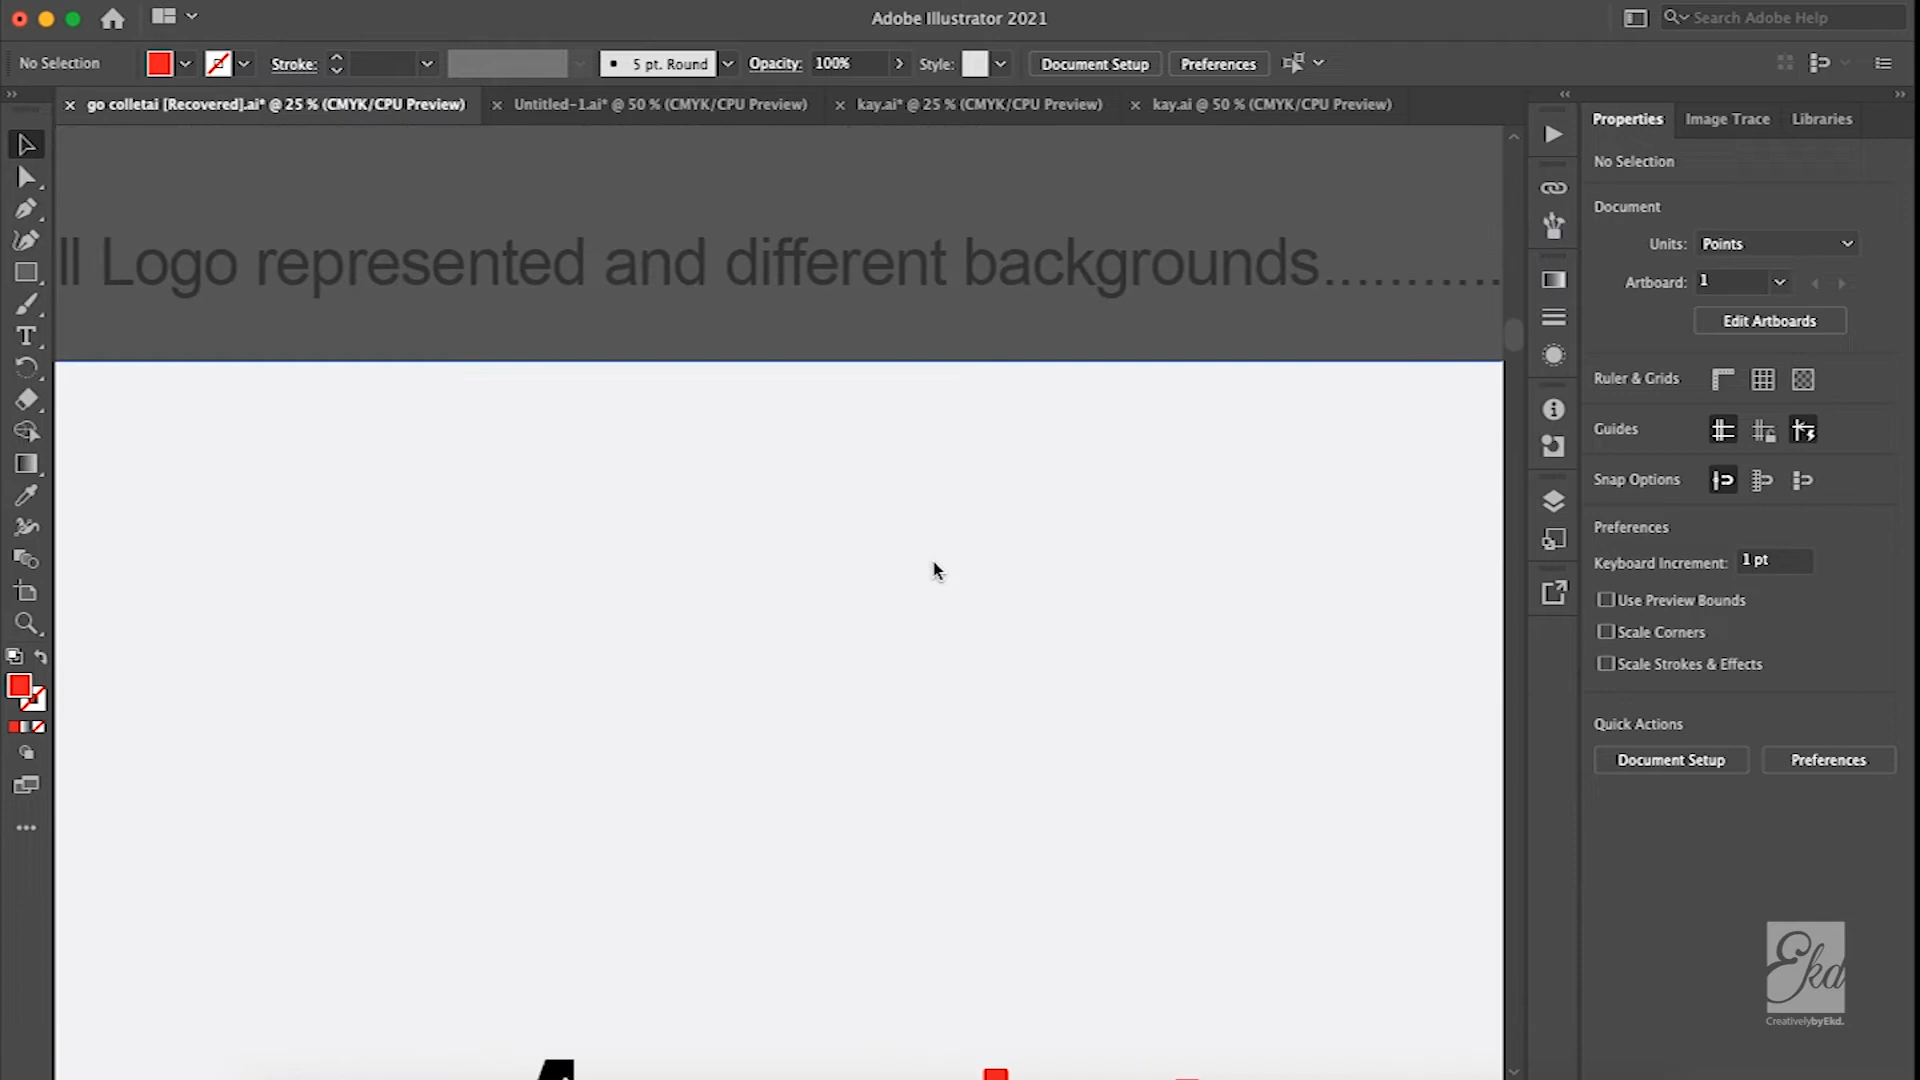 Adobe Illustrator 2021
Search Adobe Help
No Selection
Stroke:
5 pt. Round
Opacity:
100%
Style:
Document Setup
Preferences
go colletai [Recovered].ai* @ 25 % (CMYK/CPU Preview)
Untitled-1.ai* @ 50 % (CMYK/CPU Preview)
kay.ai* @ 25 % (CMYK/CPU Preview)
kay.ai @ 50 % (CMYK/CPU Preview)
Properties
Image Trace
Libraries
ll Logo represented and different backgrounds...........
No Selection
Document
Units:
Points
Artboard:
1
Edit Artboards
Ruler & Grids
Guides
Snap Options
Preferences
Keyboard Increment:
1 pt
Use Preview Bounds
Scale Corners
Scale Strokes & Effects
Quick Actions
Document Setup
Preferences
Ekd
CreativelybyEkd.